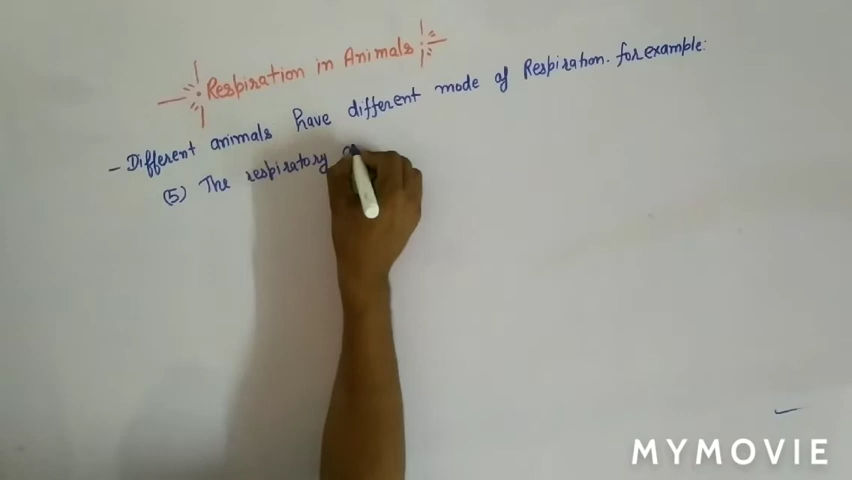 Respiration in Animals
- Different animals have different mode of Respiration. for example:
(5) The respiratory
MYMOVIE